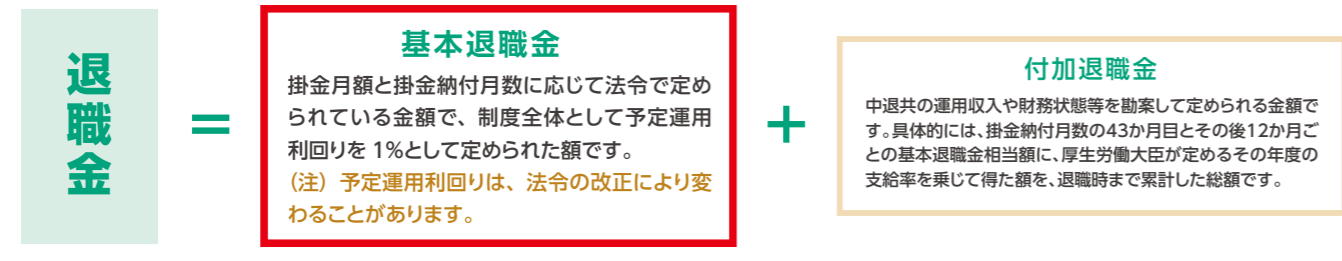 退職金
＝
基本退職金
掛金月額と掛金納付月数に応じて法令で定め
られている金額で、制度全体として予定運用
利回りを 1%として定められた額です。
（注）予定運用利回りは、法令の改正により変
わることがあります。
＋
付加退職金
中退共の運用収入や財務状態等を勘案して定められる金額で
す。具体的には、掛金納付月数の43か月目とその後12か月ご
との基本退職金相当額に、厚生労働大臣が定めるその年度の
支給率を乗じて得た額を、退職時まで累計した総額です。